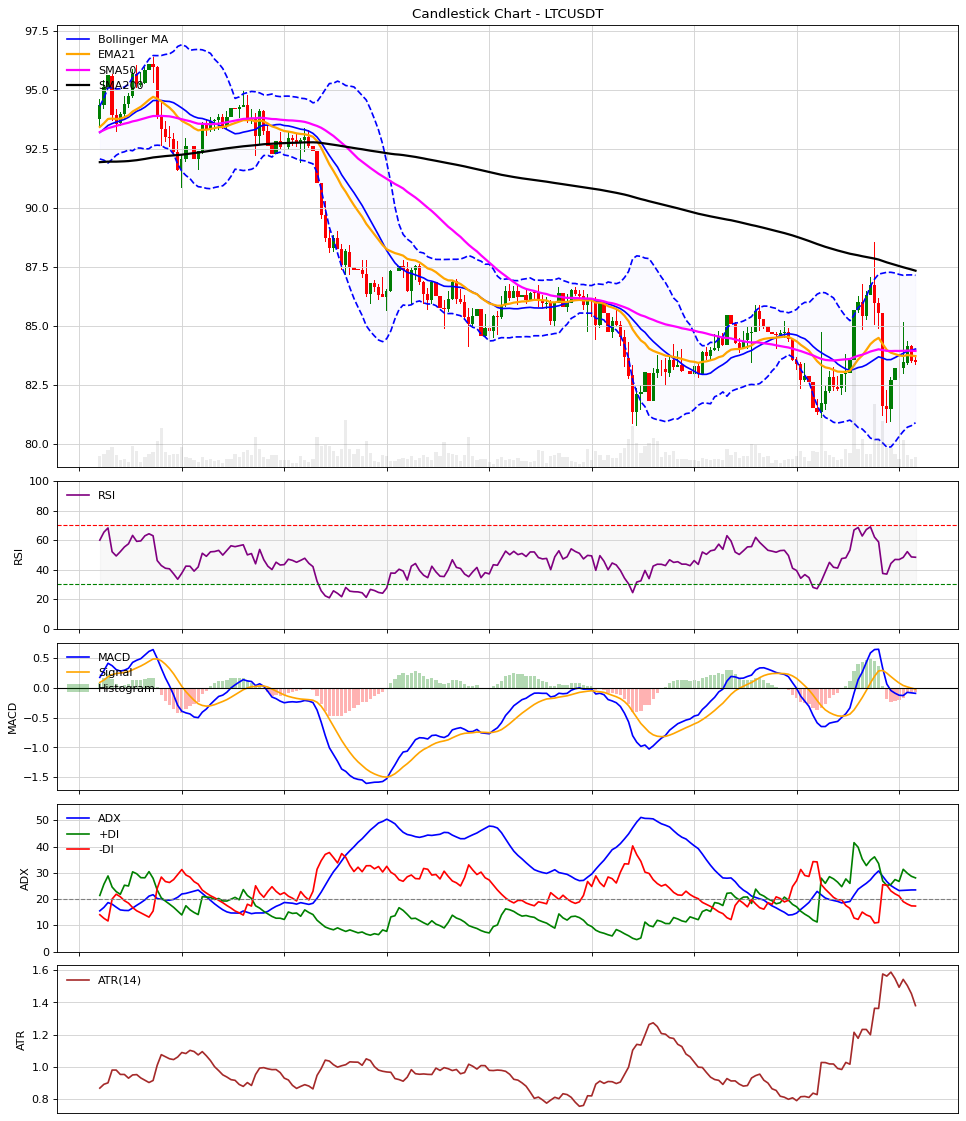 Candlestick Chart - LTCUSDT
97.5
95.0
92.5
90.0
87.5
85.0
82.5
80.0
Bollinger MA
EMA21
SMA50
SMA200
100
80
60
40
20
0
RSI
RSI
0.5
0.0
−0.5
−1.0
−1.5
MACD
MACD
Signal
Histogram
50
40
30
20
10
0
ADX
ADX
+DI
-DI
1.6
1.4
1.2
1.0
0.8
ATR
ATR(14)